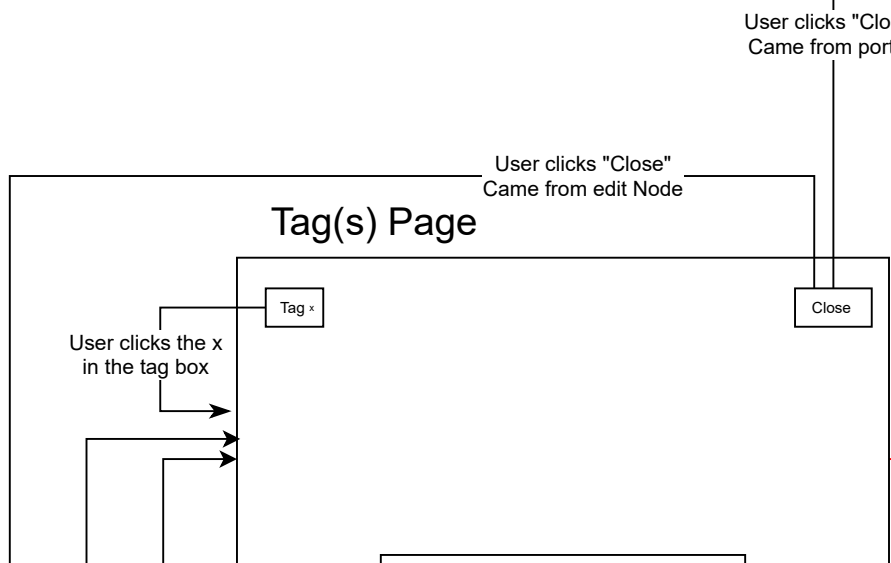 User clicks "Clo
Came from port
User clicks "Close"
Came from edit Node
Tag(s) Page
Tag x
Close
User clicks the x
in the tag box